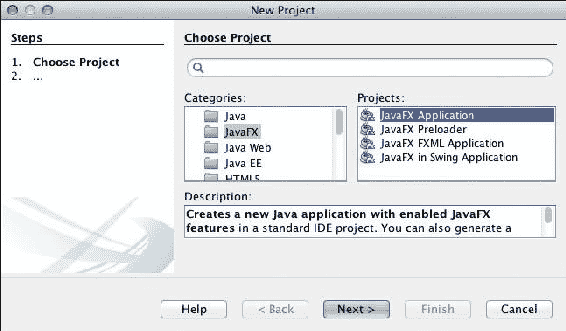 New Project
Steps
1. Choose Project
2. ...
Choose Project
Categories:
Java
JavaFX
Java Web
Java EE
HTML5
Projects:
JavaFX Application
JavaFX Preloader
JavaFX FXML Application
JavaFX in Swing Application
Description:
Creates a new Java application with enabled JavaFX
features in a standard IDE project. You can also generate a
Help
< Back
Next >
Finish
Cancel